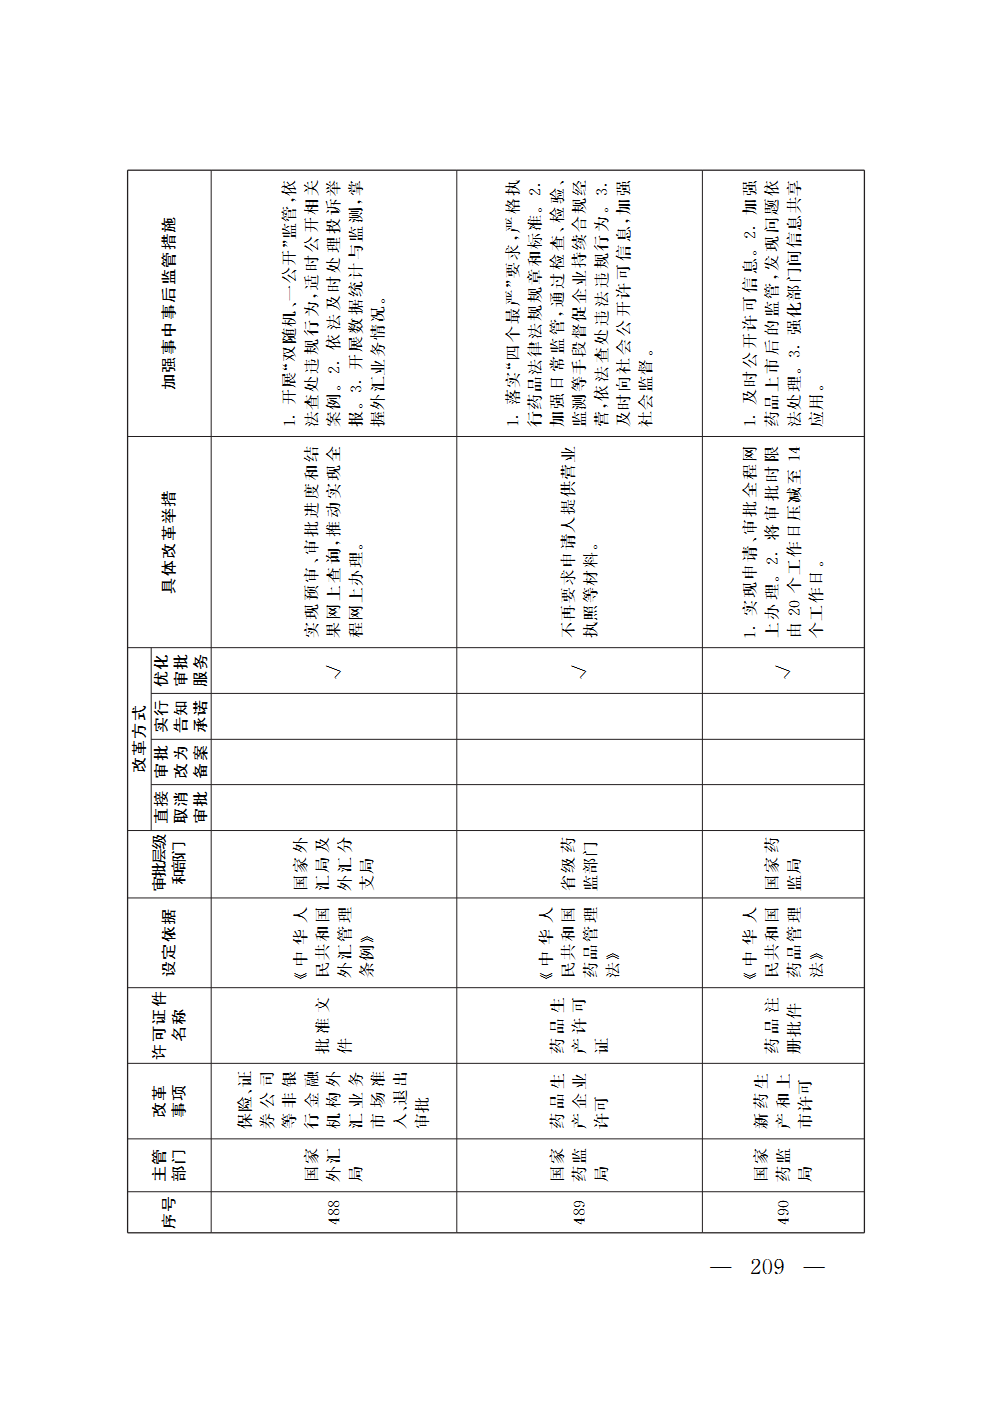 序号
主管
部门
改革
事项
许可证件
名称
设定依据
审批层级
和部门
改革方式
直接
取消
审批
审批
改为
备案
实行
告知
承诺
优化
审批
服务
具体改革举措
加强事中事后监管措施
488
国家
外汇
局
保险、证
券公司
等非银
行金融
机构外
汇业务
市场准
入、退出
审批
批准文
件
《中华人
民共和国
外汇管理
条例》
国家外
汇局及
外汇分
支局
√
实现预审、审批进度和结
果网上查询,推动实现全
程网上办理。
1. 开展“双随机、一公开”监管,依
法查处违规行为,适时公开相关
案例。2. 依法及时处理投诉举
报。3. 开展数据统计与监测,掌
握外汇业务情况。
489
国家
药监
局
药品生
产企业
许可
药品生
产许可
证
《中华人
民共和国
药品管理
法》
省级药
监部门
√
不再要求申请人提供营业
执照等材料。
1. 落实“四个最严”要求,严格执
行药品法律法规规章和标准。2.
加强日常监管,通过检查、检验、
监测等手段督促企业持续合规经
营,依法查处违法违规行为。3.
及时向社会公开许可信息,加强
社会监督。
490
国家
药监
局
新药生
产和上
市许可
药品注
册批件
《中华人
民共和国
药品管理
法》
国家药
监局
√
1. 实现申请、审批全程网
上办理。2. 将审批时限
由 20 个工作日压减至 14
个工作日。
1. 及时公开许可信息。2. 加强
药品上市后的监管,发现问题依
法处理。3. 强化部门间信息共享
应用。
— 209 —